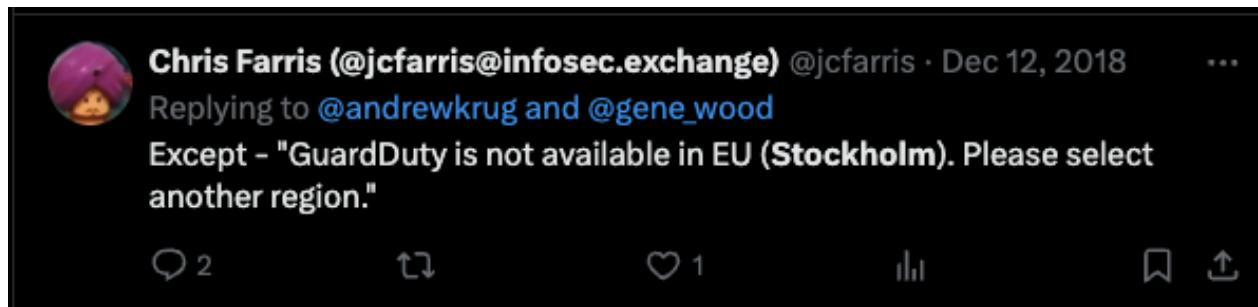 Chris Farris (@jcfarris@infosec.exchange) @jcfarris · Dec 12, 2018
Replying to @andrewkrug and @gene_wood
Except - "GuardDuty is not available in EU (Stockholm). Please select
another region."
2 1